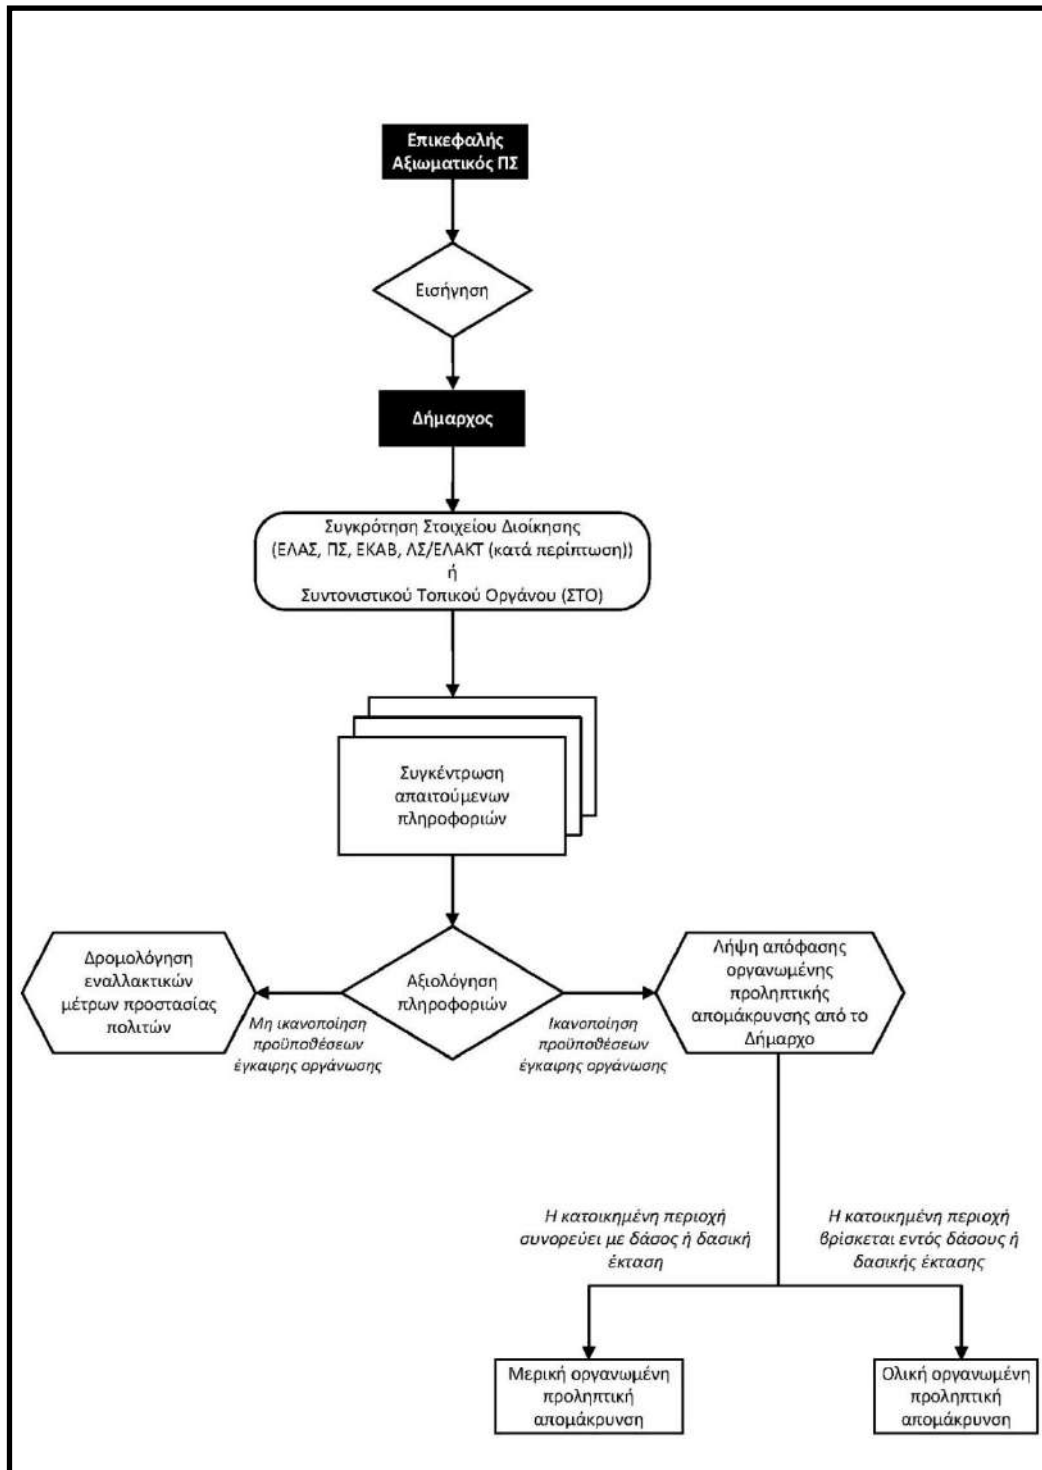 Επικεφαλής
Αξιωματικός ΠΣ
Εισήγηση
Δήμαρχος
Συγκρότηση Στοιχείου Διοίκησης
(ΕΛΑΣ, ΠΣ, ΕΚΑΒ, ΛΣ/ΕΛΑΚΤ (κατά περίπτωση))
ή
Συντονιστικού Τοπικού Οργάνου (ΣΤΟ)
Συγκέντρωση
απαιτούμενων
πληροφοριών
Δρομολόγηση
εναλλακτικών
μέτρων προστασίας
πολιτών
Αξιολόγηση
πληροφοριών
Λήψη απόφασης
οργανωμένης
προληπτικής
απομάκρυνσης από το
Δήμαρχο
Μη ικανοποίηση
προϋποθέσεων
έγκαιρης οργάνωσης
Ικανοποίηση
προϋποθέσεων
έγκαιρης οργάνωσης
Η κατοικημένη περιοχή
συνορεύει με δάσος ή δασική
έκταση
Η κατοικημένη περιοχή
βρίσκεται εντός δάσους ή
δασικής έκτασης
Μερική οργανωμένη
προληπτική
απομάκρυνση
Ολική οργανωμένη
προληπτική
απομάκρυνση